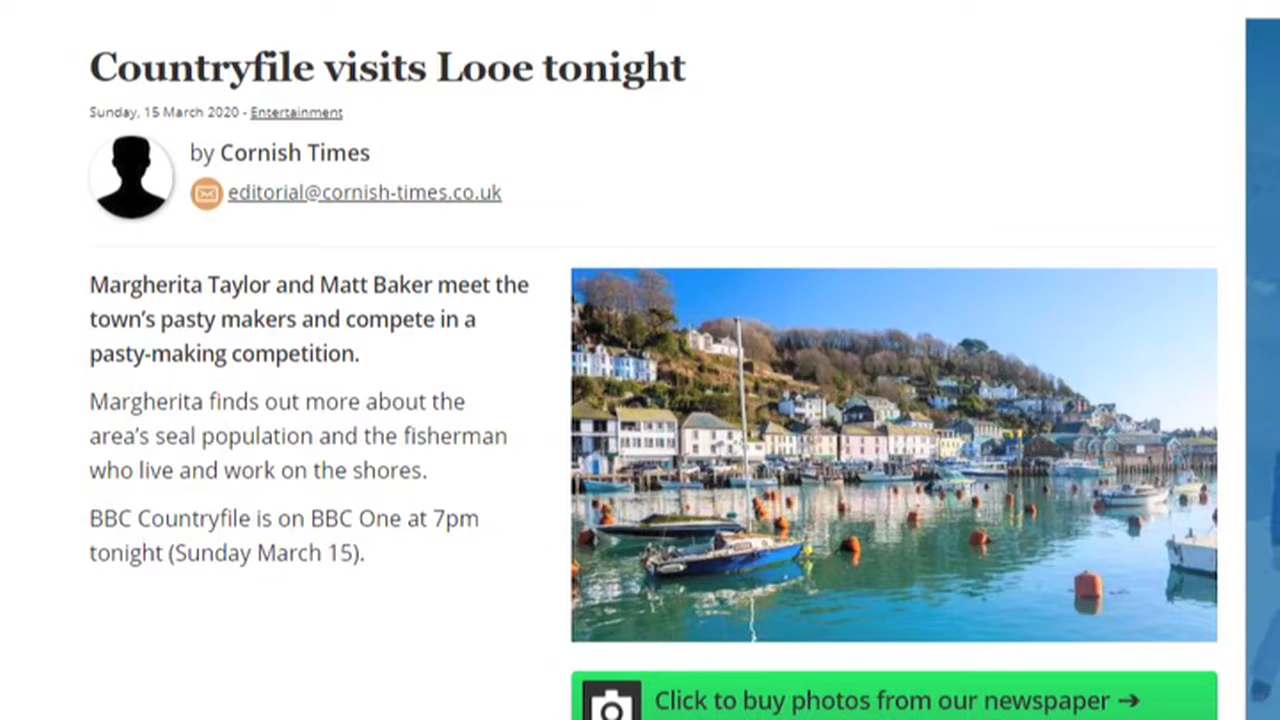 Countryfile visits Looe tonight
Sunday, 15 March 2020 - Entertainment
by Cornish Times
editorial@cornish-times.co.uk
Margherita Taylor and Matt Baker meet the
town’s pasty makers and compete in a
pasty-making competition.
Margherita finds out more about the
area’s seal population and the fisherman
who live and work on the shores.
BBC Countryfile is on BBC One at 7pm
tonight (Sunday March 15).
Click to buy photos from our newspaper ➔